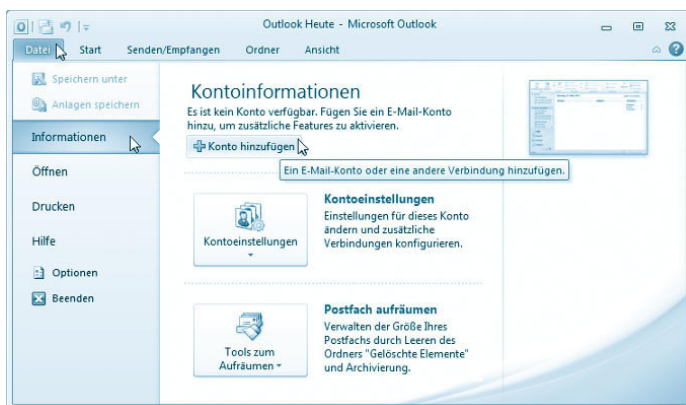 Outlook Heute - Microsoft Outlook
Datei Start Senden/Empfangen Ordner Ansicht
Speichern unter
Anlagen speichern
Informationen
Öffnen
Drucken
Hilfe
Optionen
Beenden
Kontoinformationen
Es ist kein Konto verfügbar. Fügen Sie ein E-Mail-Konto
hinzu, um zusätzliche Features zu aktivieren.
Konto hinzufügen
Ein E-Mail-Konto oder eine andere Verbindung hinzufügen.
Kontoeinstellungen
Kontoeinstellungen
Einstellungen für dieses Konto
ändern und zusätzliche
Verbindungen konfigurieren.
Tools zum
Aufräumen
Postfach aufräumen
Verwalten der Größe Ihres
Postfachs durch Leeren des
Ordners "Gelöschte Elemente"
und Archivierung.